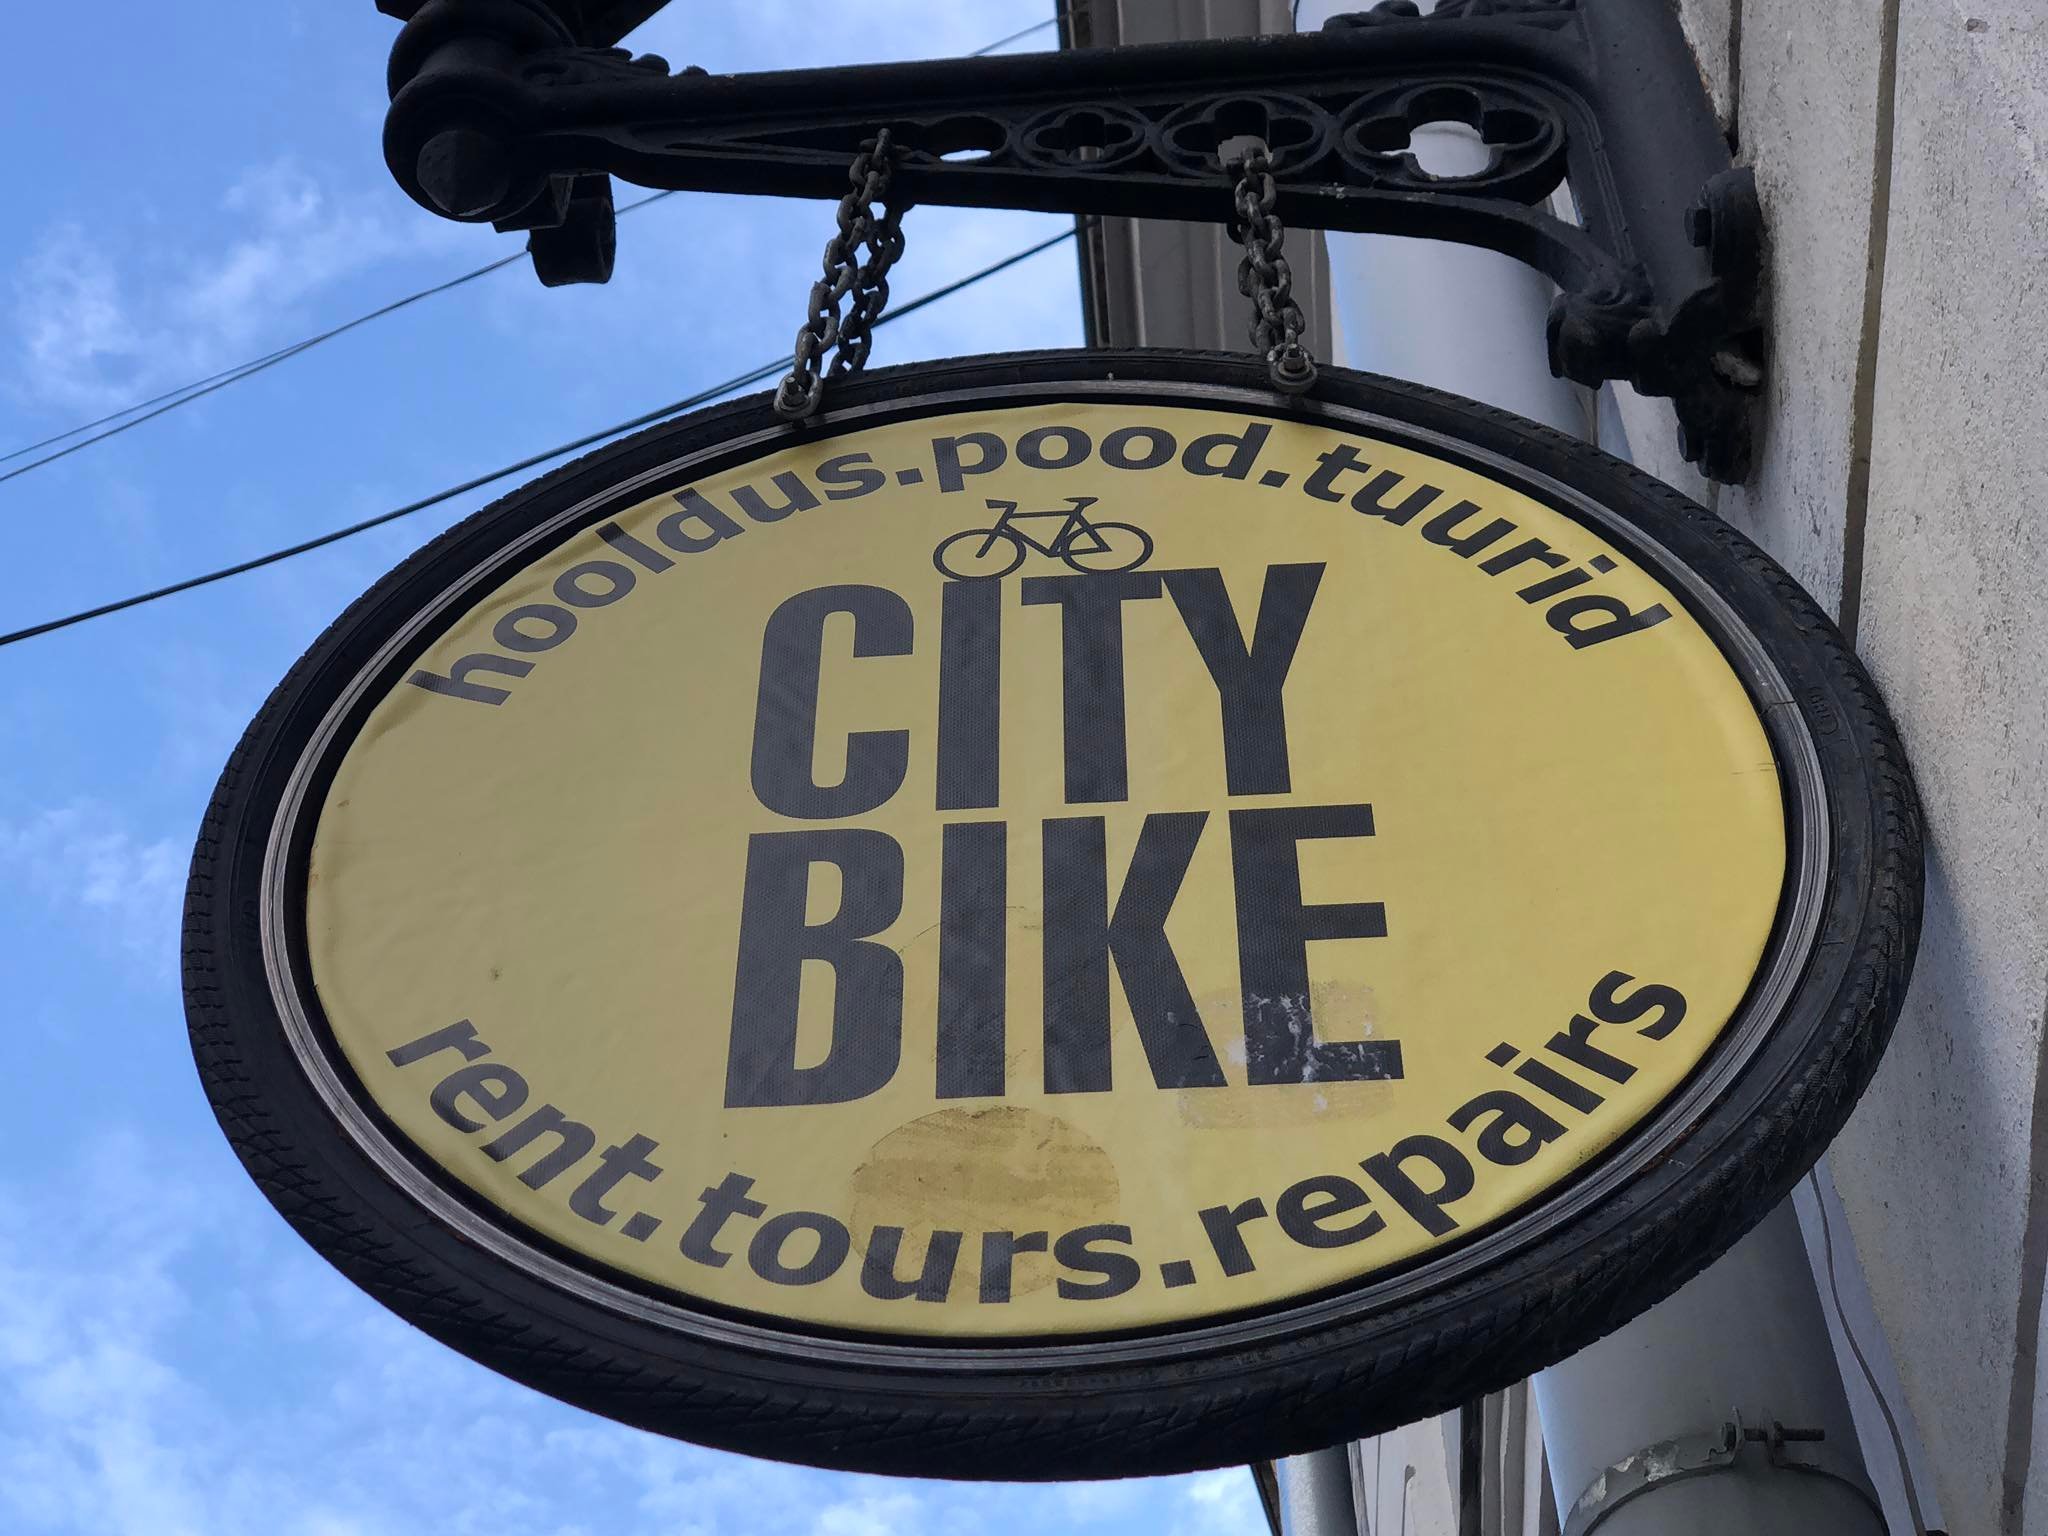 hooldus.pood.tuurid
CITY
BIKE
rent.tours.repairs